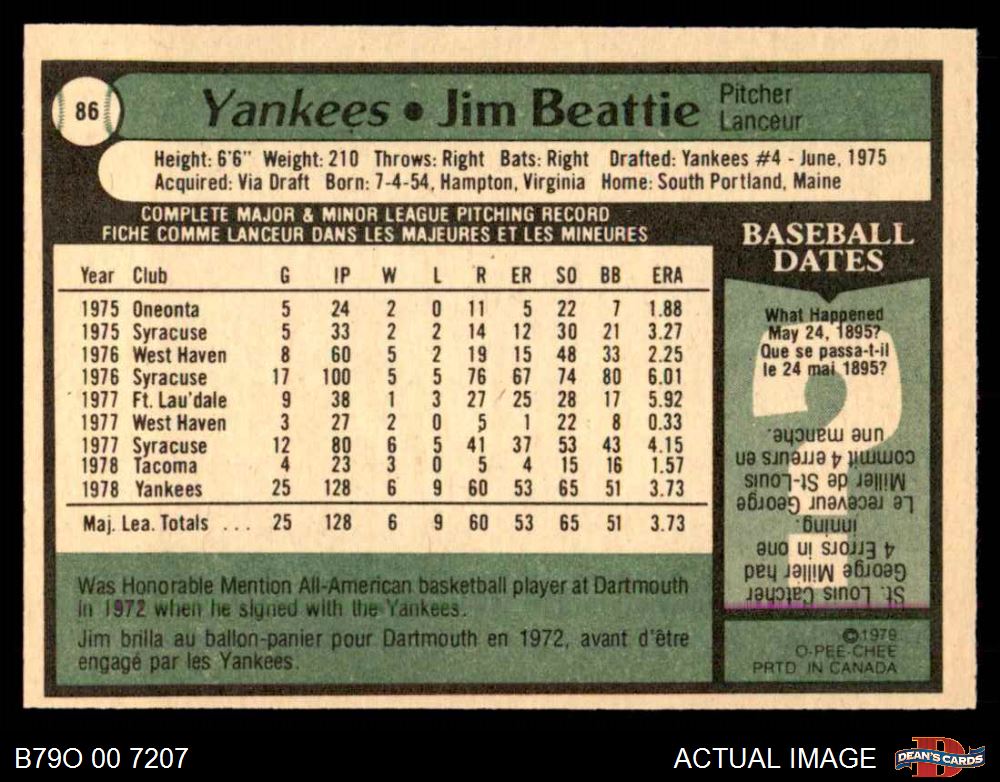 86
Yankees • Jim Beattie Pitcher
Lanceur
Height: 6'6" Weight: 210 Throws: Right Bats: Right Drafted: Yankees #4 - June, 1975
Acquired: Via Draft Born: 7-4-54, Hampton, Virginia Home: South Portland, Maine
COMPLETE MAJOR & MINOR LEAGUE PITCHING RECORD
FICHE COMME LANCEUR DANS LES MAJEURES ET LES MINEURES
Year Club G IP W L R ER SO BB ERA
1975 Oneonta 5 24 2 0 11 5 22 7 1.88
1975 Syracuse 5 33 2 2 14 12 30 21 3.27
1976 West Haven 8 60 5 2 19 15 48 33 2.25
1976 Syracuse 17 100 5 5 76 67 74 80 6.01
1977 Ft. Lau'dale 9 38 1 3 27 25 28 17 5.92
1977 West Haven 3 27 2 0 5 1 22 8 0.33
1977 Syracuse 12 80 6 5 41 37 53 43 4.15
1978 Tacoma 4 23 3 0 5 4 15 16 1.57
1978 Yankees 25 128 6 9 60 53 65 51 3.73
Maj. Lea. Totals ... 25 128 6 9 60 53 65 51 3.73
Was Honorable Mention All-American basketball player at Dartmouth
in 1972 when he signed with the Yankees.
Jim brilla au ballon-panier pour Dartmouth en 1972, avant d'être
engagé par les Yankees.
BASEBALL
DATES
What Happened
May 24, 1895?
Que se passa-t-il
le 24 mai 1895?
St. Louis Catcher
George Miller had
4 Errors in one
inning.
Le receveur George
Miller de St-Louis
commit 4 erreurs en
une manche.
©1979
O-PEE-CHEE
PRTD. IN CANADA
B79O 00 7207
ACTUAL IMAGE
DEAN'S CARDS